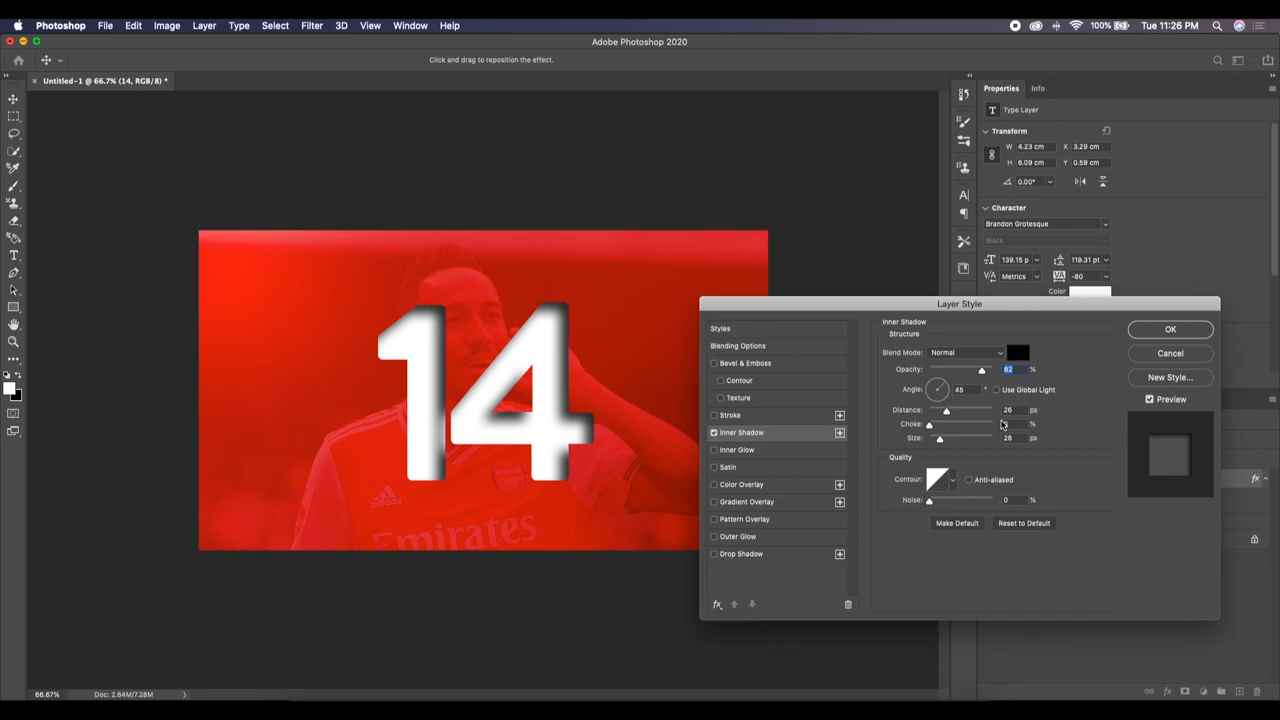 Photoshop File Edit Image Layer Type Select Filter 3D View Window Help 100% Tue 11:26 PM
Adobe Photoshop 2020
Click and drag to reposition the effect.
× Untitled-1 @ 66.7% (14, RGB/8) *
Properties Info
T Type Layer
Transform
W 4.23 cm X 3.29 cm
H 6.09 cm Y 0.59 cm
0.00°
Character
Brandon Grotesque
Black
139.15 p 119.31 pt
Metrics -80
Color
14
adidas
Arsenal
Emirates
Layer Style
Styles
Blending Options
Bevel & Emboss
Contour
Texture
Stroke
Inner Shadow
Inner Glow
Satin
Color Overlay
Gradient Overlay
Pattern Overlay
Outer Glow
Drop Shadow
fx
Inner Shadow
Structure
Blend Mode: Normal
Opacity: 82 %
Angle: 45 ° Use Global Light
Distance: 26 px
Choke: %
Size: 28 px
Quality
Contour: Anti-aliased
Noise: 0 %
Make Default Reset to Default
OK
Cancel
New Style...
Preview
fx
66.67% Doc: 2.64M/7.28M
fx